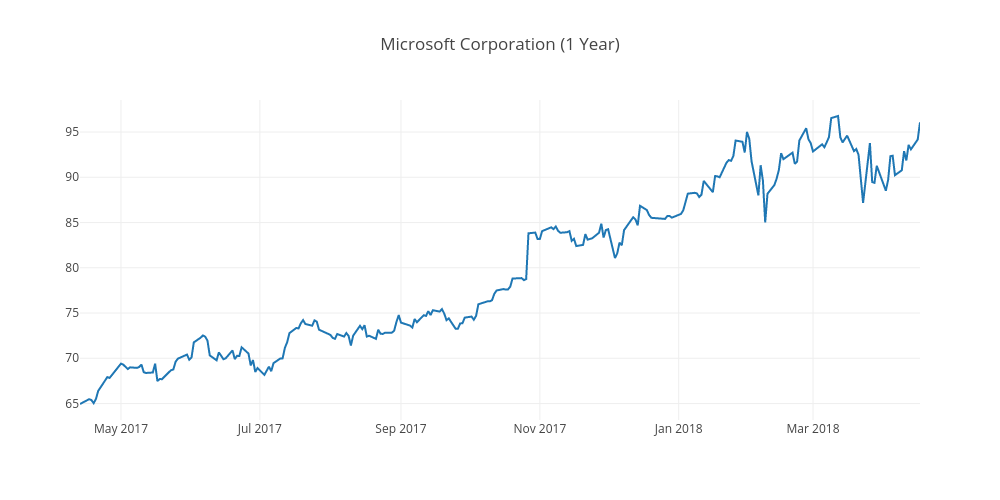 Microsoft Corporation (1 Year)
95
90
85
80
75
70
65
May 2017
Jul 2017
Sep 2017
Nov 2017
Jan 2018
Mar 2018